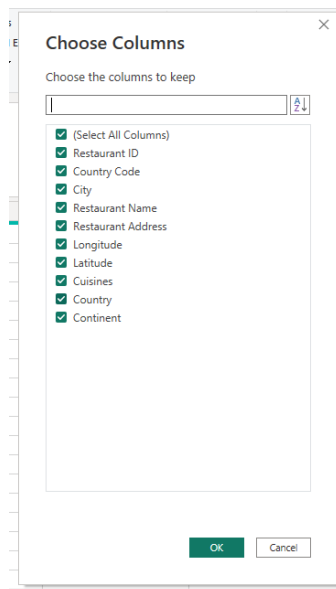 Choose Columns
Choose the columns to keep
(Select All Columns)
Restaurant ID
Country Code
City
Restaurant Name
Restaurant Address
Longitude
Latitude
Cuisines
Country
Continent
OK Cancel